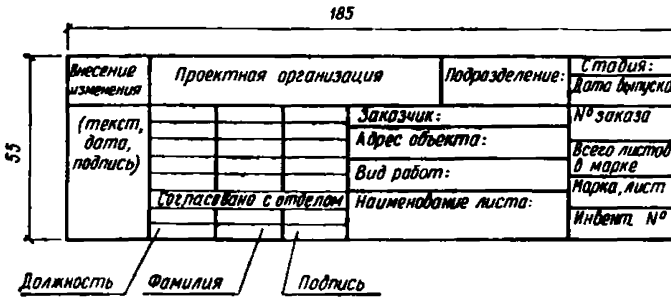 185
Внесение
изменения
Проектная организация
Подразделение:
Стадия:
Дата выпуска
(текст,
дата,
подпись)
Заказчик:
Адрес объекта:
Вид работ:
Наименование листа:
№ заказа
Всего листов
в марке
Марка, лист
Инвент. №
Согласовано с отделом
55
Должность
Фамилия
Подпись